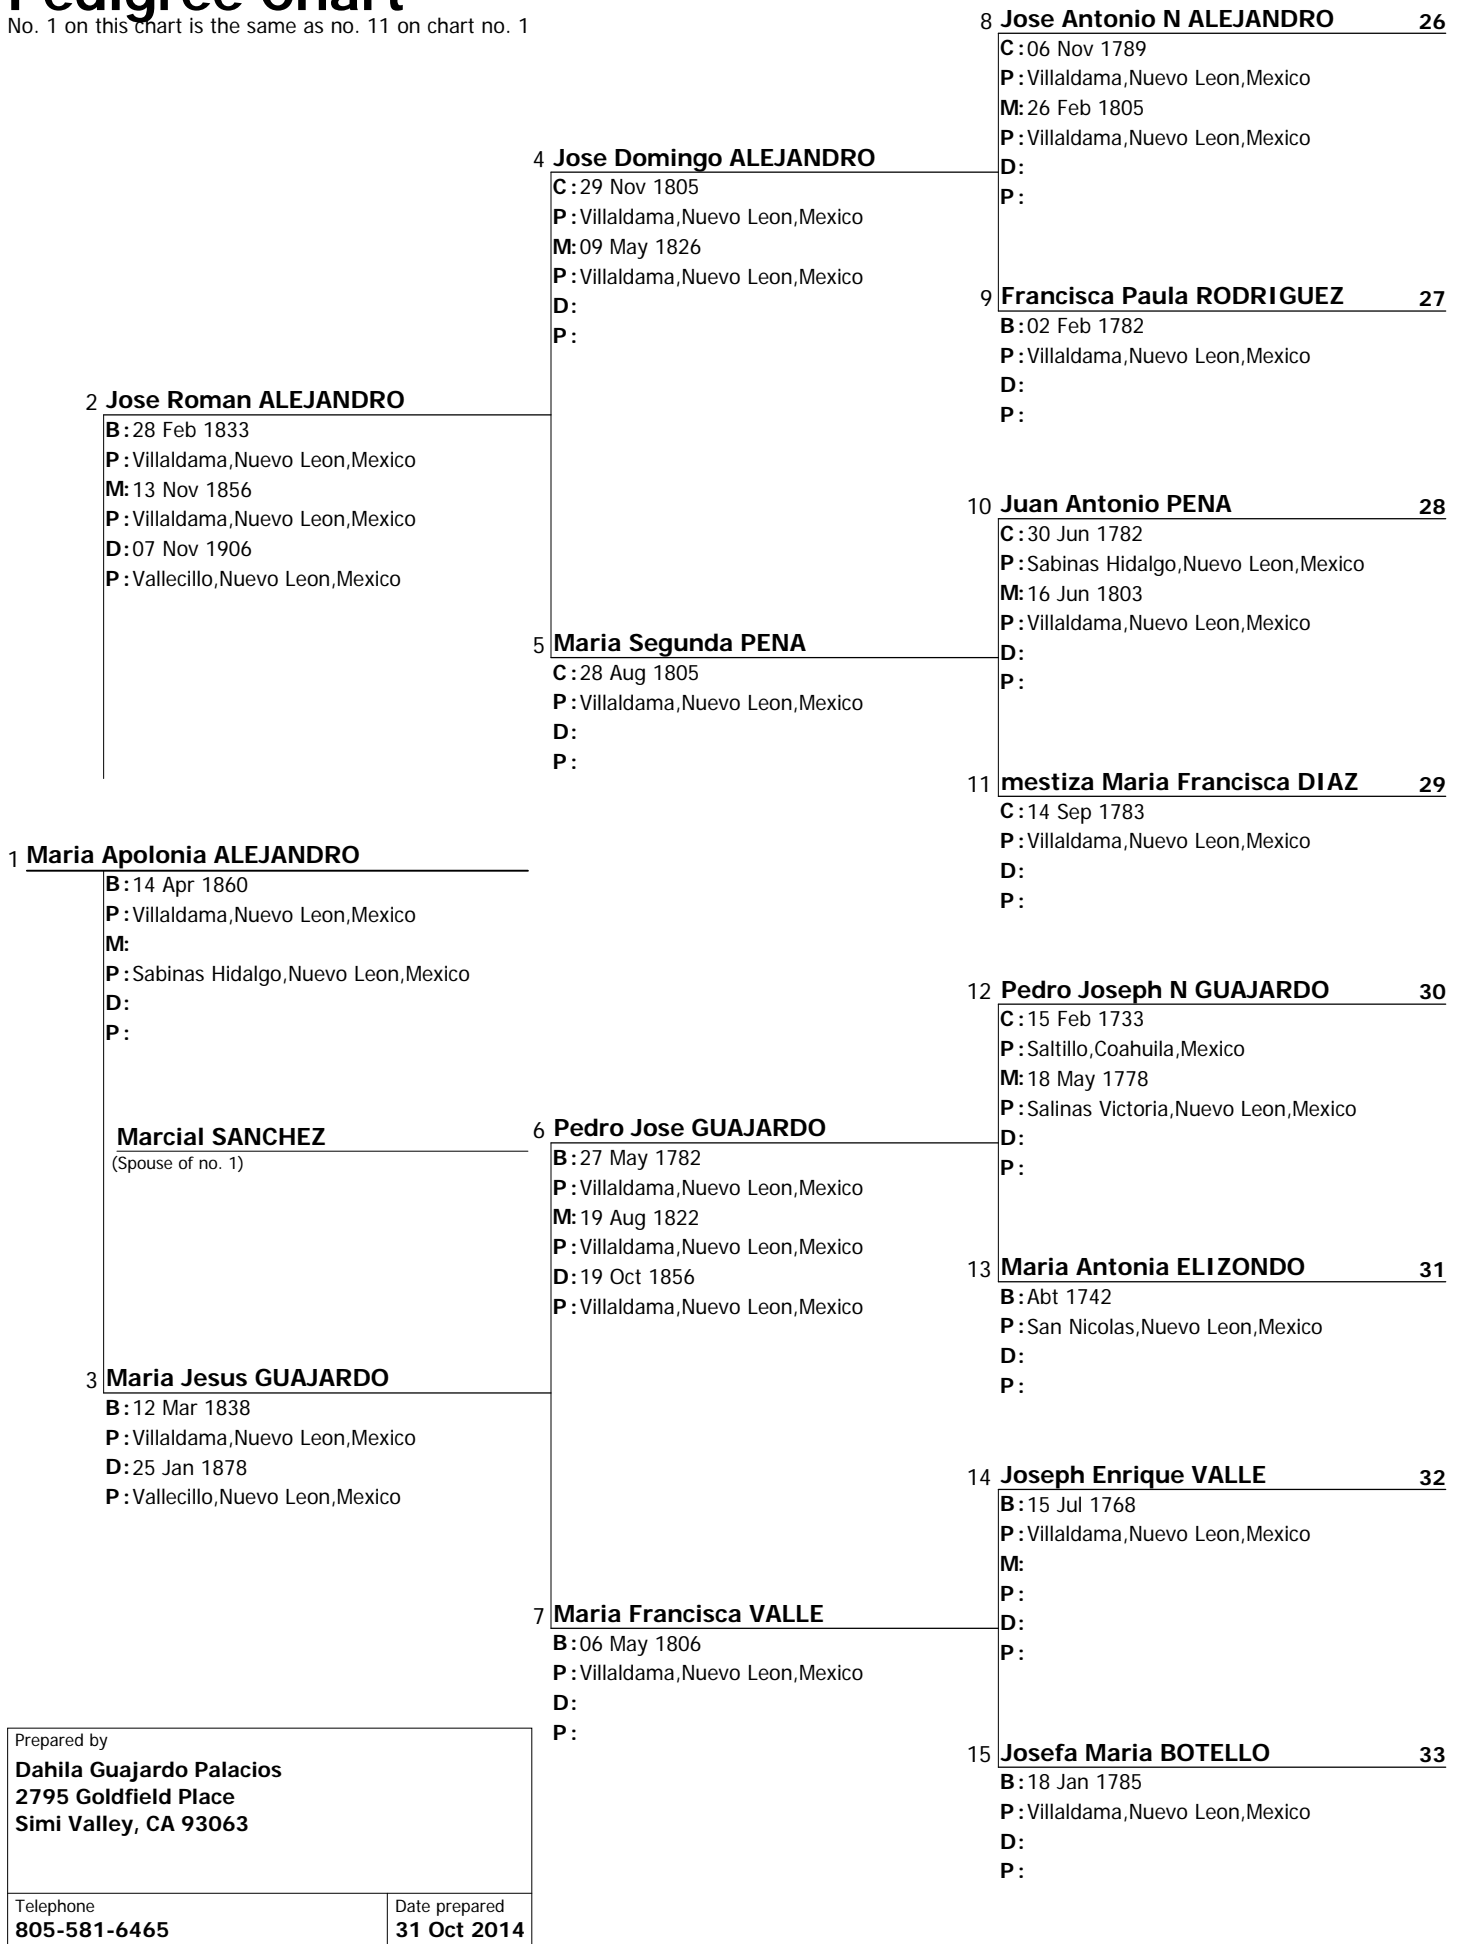 Pedigree Chart
No. 1 on this chart is the same as no. 11 on chart no. 1
8 Jose Antonio N ALEJANDRO 26
C: 06 Nov 1789
P: Villaldama,Nuevo Leon,Mexico
M: 26 Feb 1805
P: Villaldama,Nuevo Leon,Mexico
D:
P:
4 Jose Domingo ALEJANDRO
C: 29 Nov 1805
P: Villaldama,Nuevo Leon,Mexico
M: 09 May 1826
P: Villaldama,Nuevo Leon,Mexico
D:
P:
9 Francisca Paula RODRIGUEZ 27
B: 02 Feb 1782
P: Villaldama,Nuevo Leon,Mexico
D:
P:
2 Jose Roman ALEJANDRO
B: 28 Feb 1833
P: Villaldama,Nuevo Leon,Mexico
M: 13 Nov 1856
P: Villaldama,Nuevo Leon,Mexico
D: 07 Nov 1906
P: Vallecillo,Nuevo Leon,Mexico
10 Juan Antonio PENA 28
C: 30 Jun 1782
P: Sabinas Hidalgo,Nuevo Leon,Mexico
M: 16 Jun 1803
P: Villaldama,Nuevo Leon,Mexico
D:
P:
5 Maria Segunda PENA
C: 28 Aug 1805
P: Villaldama,Nuevo Leon,Mexico
D:
P:
11 mestiza Maria Francisca DIAZ 29
C: 14 Sep 1783
P: Villaldama,Nuevo Leon,Mexico
D:
P:
1 Maria Apolonia ALEJANDRO
B: 14 Apr 1860
P: Villaldama,Nuevo Leon,Mexico
M:
P: Sabinas Hidalgo,Nuevo Leon,Mexico
D:
P:
12 Pedro Joseph N GUAJARDO 30
C: 15 Feb 1733
P: Saltillo,Coahuila,Mexico
M: 18 May 1778
P: Salinas Victoria,Nuevo Leon,Mexico
D:
P:
Marcial SANCHEZ
(Spouse of no. 1)
6 Pedro Jose GUAJARDO
B: 27 May 1782
P: Villaldama,Nuevo Leon,Mexico
M: 19 Aug 1822
P: Villaldama,Nuevo Leon,Mexico
D: 19 Oct 1856
P: Villaldama,Nuevo Leon,Mexico
13 Maria Antonia ELIZONDO 31
B: Abt 1742
P: San Nicolas,Nuevo Leon,Mexico
D:
P:
3 Maria Jesus GUAJARDO
B: 12 Mar 1838
P: Villaldama,Nuevo Leon,Mexico
D: 25 Jan 1878
P: Vallecillo,Nuevo Leon,Mexico
14 Joseph Enrique VALLE 32
B: 15 Jul 1768
P: Villaldama,Nuevo Leon,Mexico
M:
P:
D:
P:
7 Maria Francisca VALLE
B: 06 May 1806
P: Villaldama,Nuevo Leon,Mexico
D:
P:
15 Josefa Maria BOTELLO 33
B: 18 Jan 1785
P: Villaldama,Nuevo Leon,Mexico
D:
P:
Prepared by
Dahila Guajardo Palacios
2795 Goldfield Place
Simi Valley, CA 93063
Telephone
805-581-6465
Date prepared
31 Oct 2014